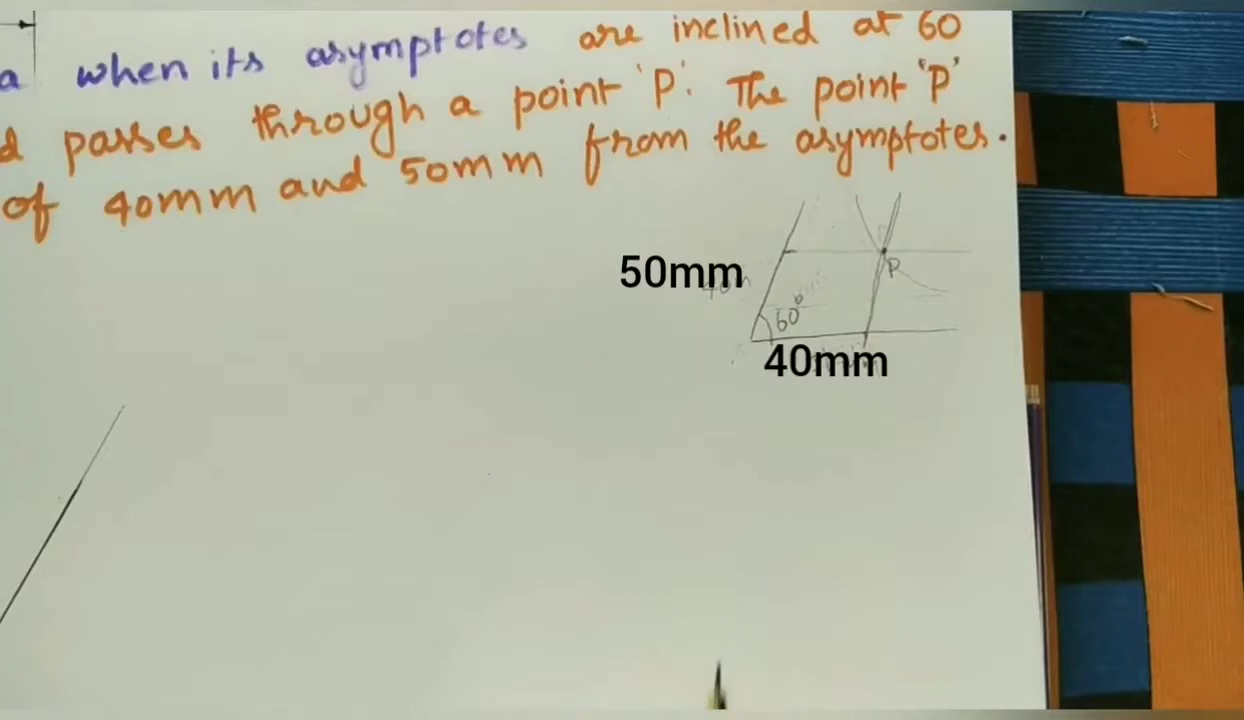 a when its asymptotes are inclined at 60
d passes through a point 'P'. The point 'P'
of 40mm and 50mm from the asymptotes.
50mm
P
60°
40mm